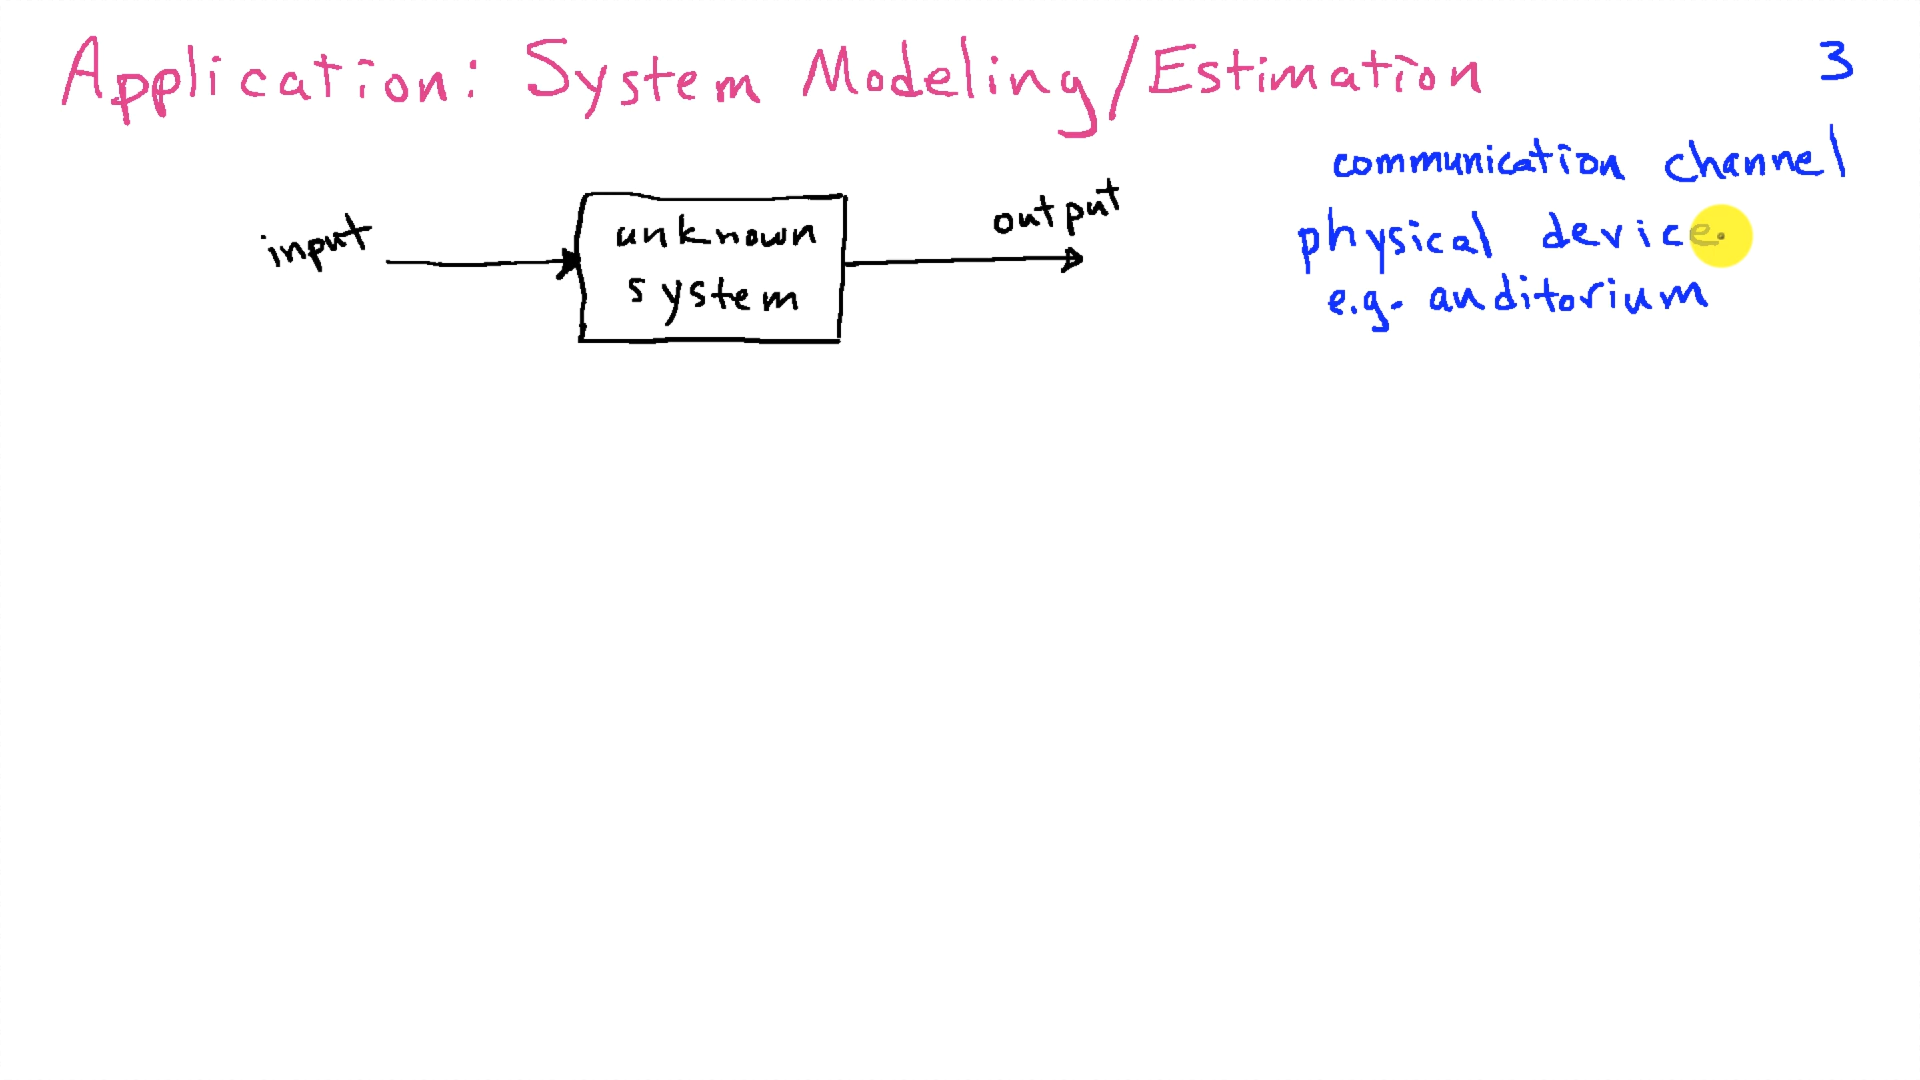 Application: System Modeling/Estimation
3
communication channel
input
unknown
system
output
physical device
e.g. auditorium